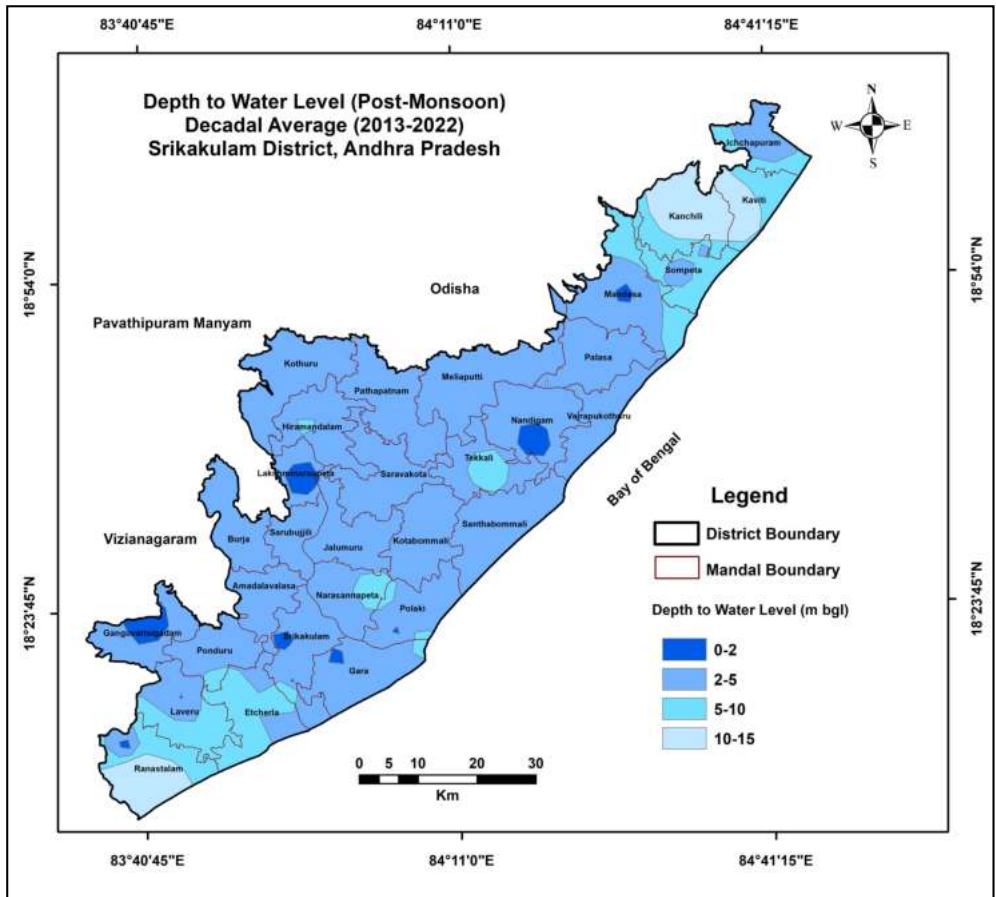 83°40'45"E
84°11'0"E
84°41'15"E
Depth to Water Level (Post-Monsoon)
Decadal Average (2013-2022)
Srikakulam District, Andhra Pradesh
N
W
E
S
Ichchapuram
Kanchili
Kaviti
Sompeta
18°54'0"N
18°54'0"N
Odisha
Mandasa
Pavathipuram Manyam
Kothuru
Palasa
Meliaputti
Pathapatnam
Nandigam
Vajrapukothuru
Hiramandalam
Tekkali
Lakshminarsupeta
Saravakota
Bay of Bengal
Legend
Santhabommali
District Boundary
Vizianagaram
Burja
Sarubujjili
Jalumuru
Kotabommali
Mandal Boundary
Amadalavalasa
Narasannapeta
Polaki
18°23'45"N
18°23'45"N
Depth to Water Level (m bgl)
Ganguvarisigadam
Srikakulam
0-2
Ponduru
Gara
2-5
Laveru
Etcherla
5-10
10-15
Ranastalam
0 5 10 20 30
Km
83°40'45"E
84°11'0"E
84°41'15"E